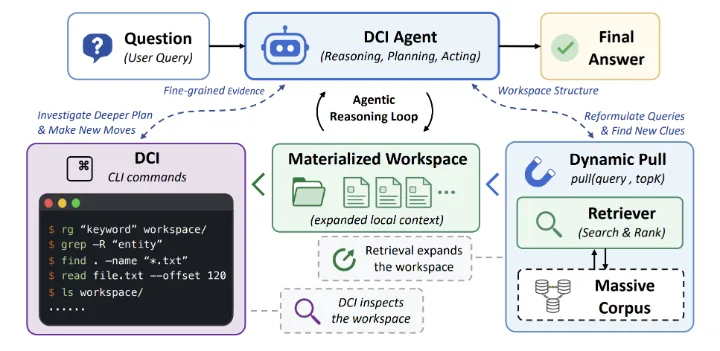 Question
(User Query)
DCI Agent
(Reasoning, Planning, Acting)
Final
Answer
Fine-grained Evidence
Workspace Structure
Investigate Deeper Plan
& Make New Moves
Agentic
Reasoning Loop
Reformulate Queries
& Find New Clues
⌘
DCI
CLI commands
$ rg “keyword” workspace/
$ grep –R “entity”
$ find . –name “*.txt”
$ read file.txt --offset 120
$ ls workspace/
......
Materialized Workspace
...
(expanded local context)
Dynamic Pull
pull(query , topK)
Retriever
(Search & Rank)
Massive
Corpus
Retrieval expands
the workspace
DCI inspects
the workspace